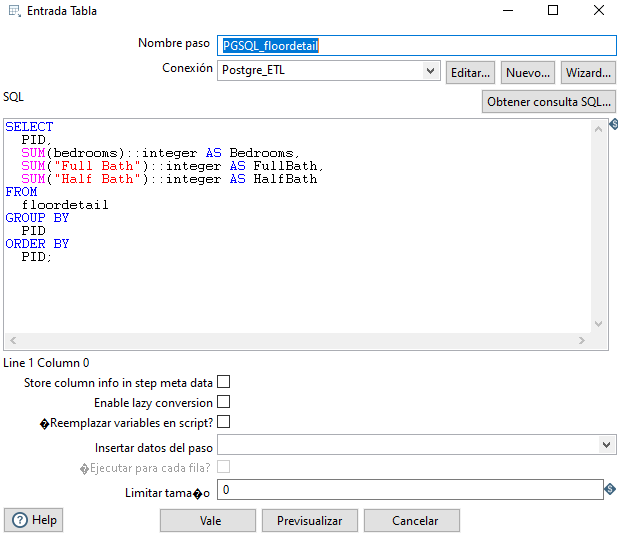 Entrada Tabla
Nombre paso PGSQL_floordetail
Conexión Postgre_ETL Editar... Nuevo... Wizard...
SQL Obtener consulta SQL...
SELECT
PID,
SUM(bedrooms)::integer AS Bedrooms,
SUM("Full Bath")::integer AS FullBath,
SUM("Half Bath")::integer AS HalfBath
FROM
floordetail
GROUP BY
PID
ORDER BY
PID;
Line 1 Column 0
Store column info in step meta data
Enable lazy conversion
�Reemplazar variables en script?
Insertar datos del paso
�Ejecutar para cada fila?
Limitar tama�o 0
Help Vale Previsualizar Cancelar